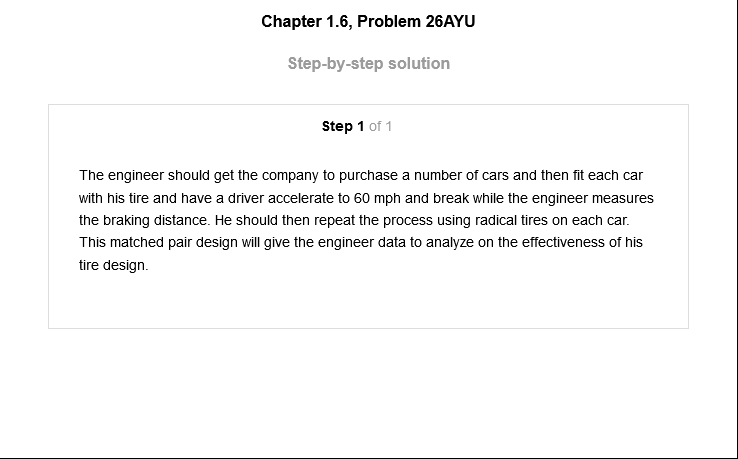 Chapter 1.6, Problem 26AYU
Step-by-step solution
Step 1 of 1
The engineer should get the company to purchase a number of cars and then fit each car
with his tire and have a driver accelerate to 60 mph and break while the engineer measures
the braking distance. He should then repeat the process using radical tires on each car.
This matched pair design will give the engineer data to analyze on the effectiveness of his
tire design.